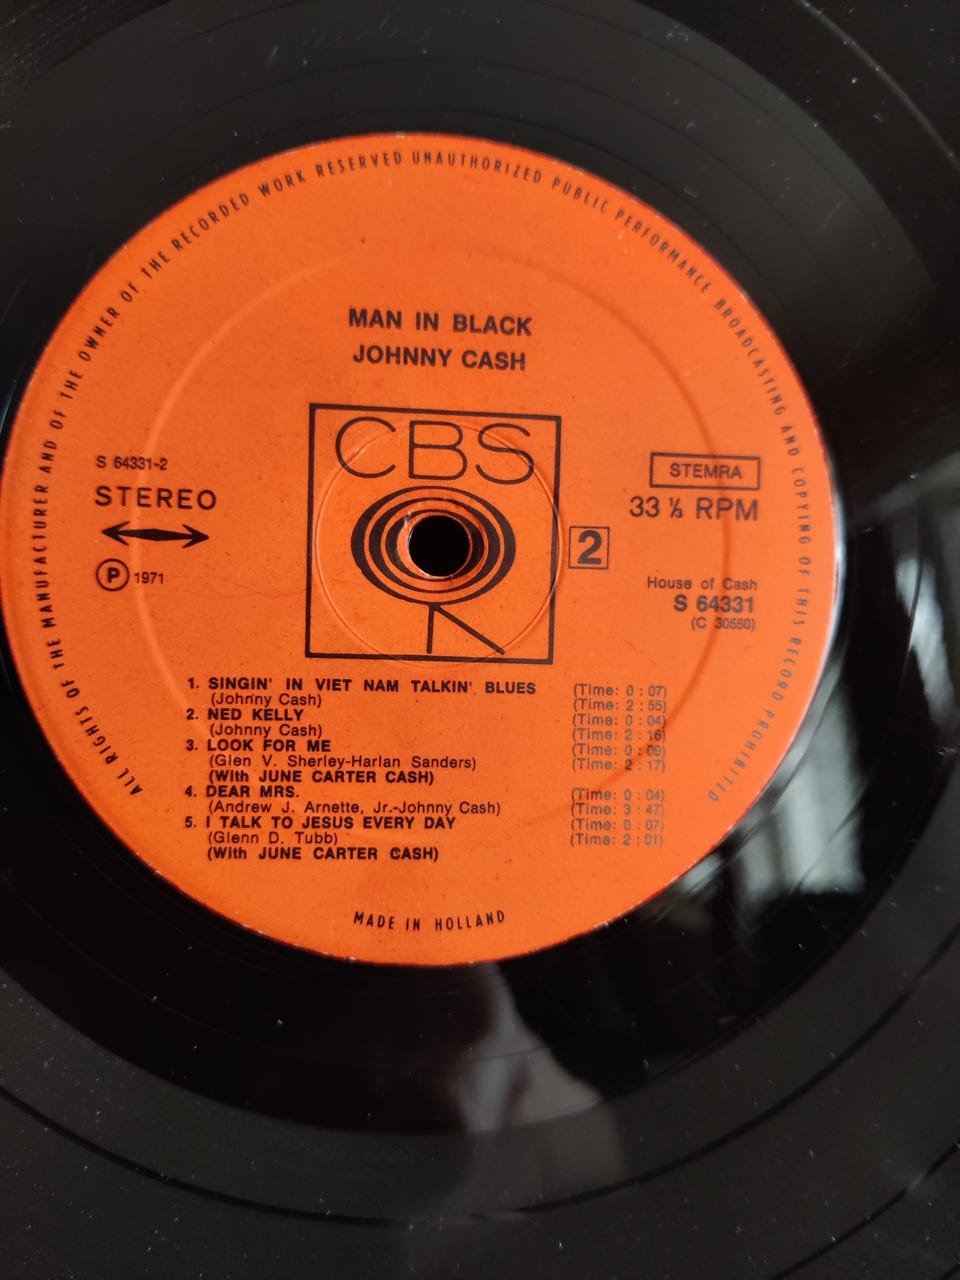 ALL RIGHTS OF THE MANUFACTURER AND OF THE OWNER OF THE RECORDED WORK RESERVED UNAUTHORIZED PUBLIC PERFORMANCE BROADCASTING AND COPYING OF THIS RECORD PROHIBITED
MAN IN BLACK
JOHNNY CASH
CBS
S 64331-2
STEREO
P 1971
2
STEMRA
33 ⅓ RPM
House of Cash
S 64331
(C 30550)
1. SINGIN' IN VIET NAM TALKIN' BLUES (Time: 0 : 07)
(Johnny Cash) (Time: 2 : 55)
2. NED KELLY (Time: 0 : 04)
(Johnny Cash) (Time: 2 : 16)
3. LOOK FOR ME (Time: 0 : 09)
(Glen V. Sherley-Harlan Sanders) (Time: 2 : 17)
(With JUNE CARTER CASH)
4. DEAR MRS. (Time: 0 : 04)
(Andrew J. Arnette, Jr.-Johnny Cash) (Time: 3 : 47)
5. I TALK TO JESUS EVERY DAY (Time: 0 : 07)
(Glenn D. Tubb) (Time: 2 : 01)
(With JUNE CARTER CASH)
MADE IN HOLLAND